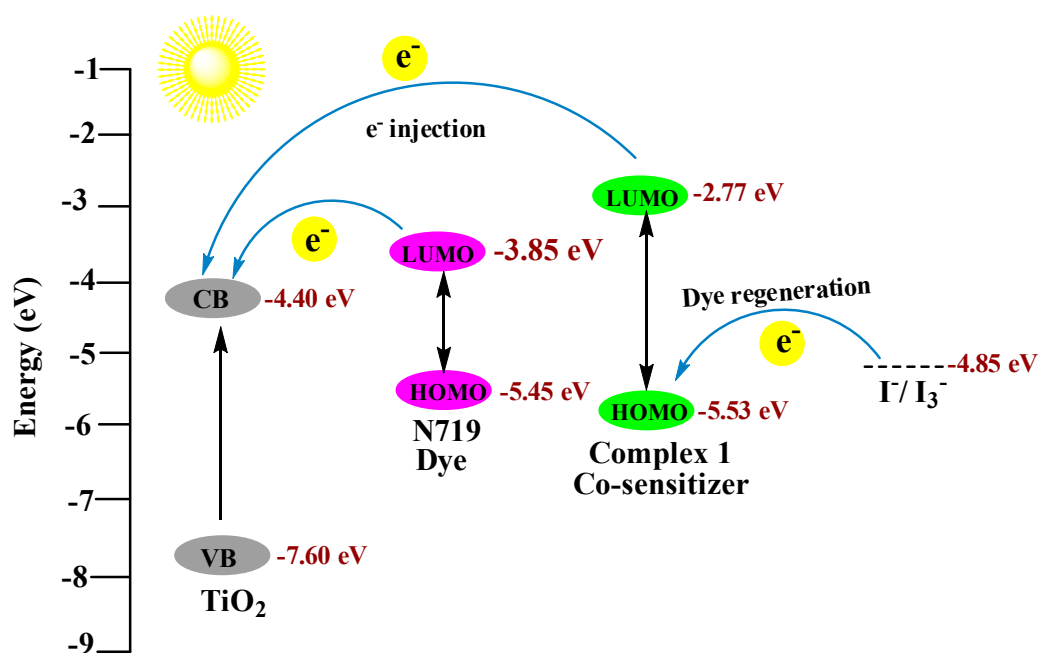 Energy (eV)
-1
-2
-3
-4
-5
-6
-7
-8
-9
e⁻
e⁻ injection
e⁻
LUMO
-2.77 eV
LUMO
-3.85 eV
CB
-4.40 eV
Dye regeneration
e⁻
-4.85 eV
I⁻/ I₃⁻
HOMO
-5.45 eV
HOMO
-5.53 eV
N719
Dye
Complex 1
Co-sensitizer
VB
-7.60 eV
TiO₂